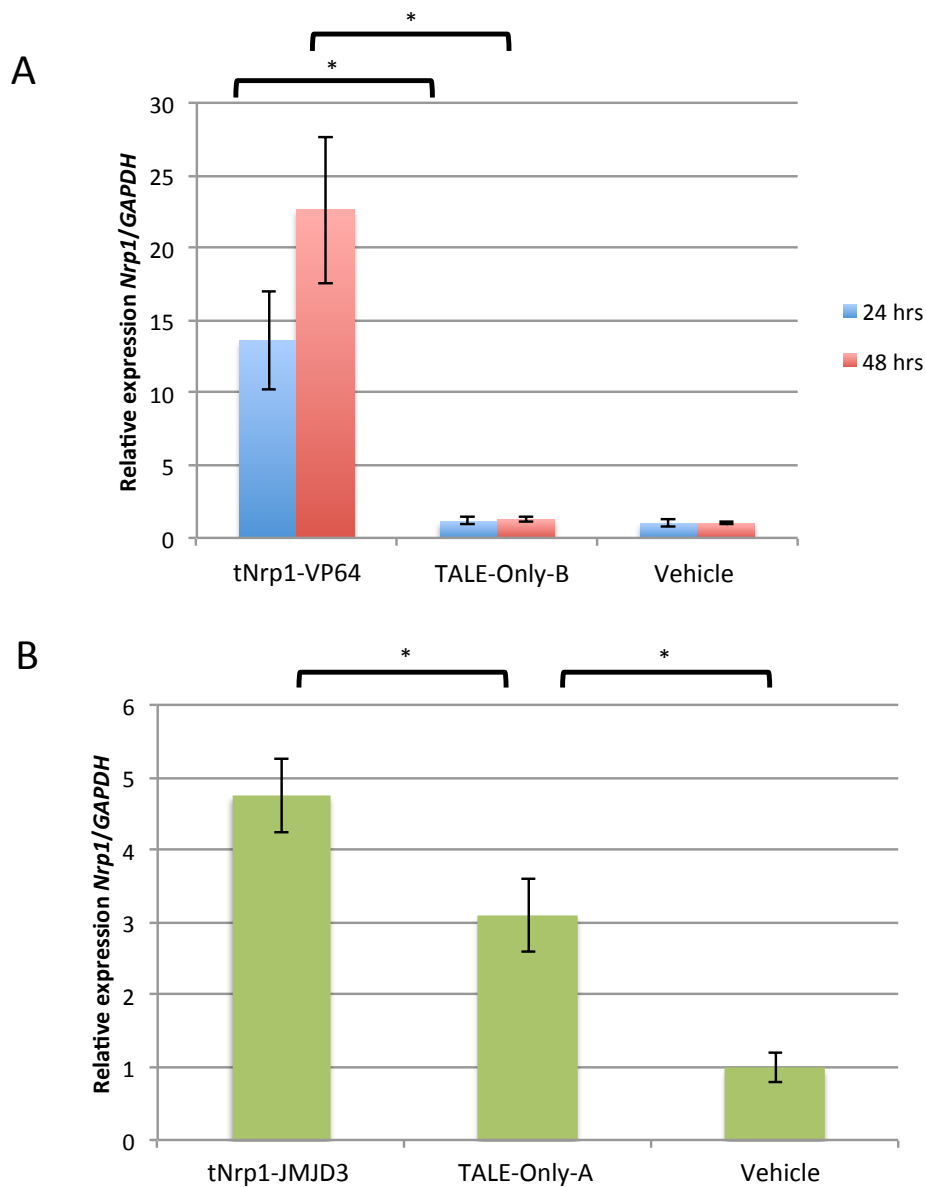 *
*
A
30
25
20
15
10
5
0
Relative expression Nrp1/GAPDH
24 hrs
48 hrs
tNrp1-VP64 TALE-Only-B Vehicle
B
* *
6
5
4
3
2
1
0
Relative expression Nrp1/GAPDH
tNrp1-JMJD3 TALE-Only-A Vehicle